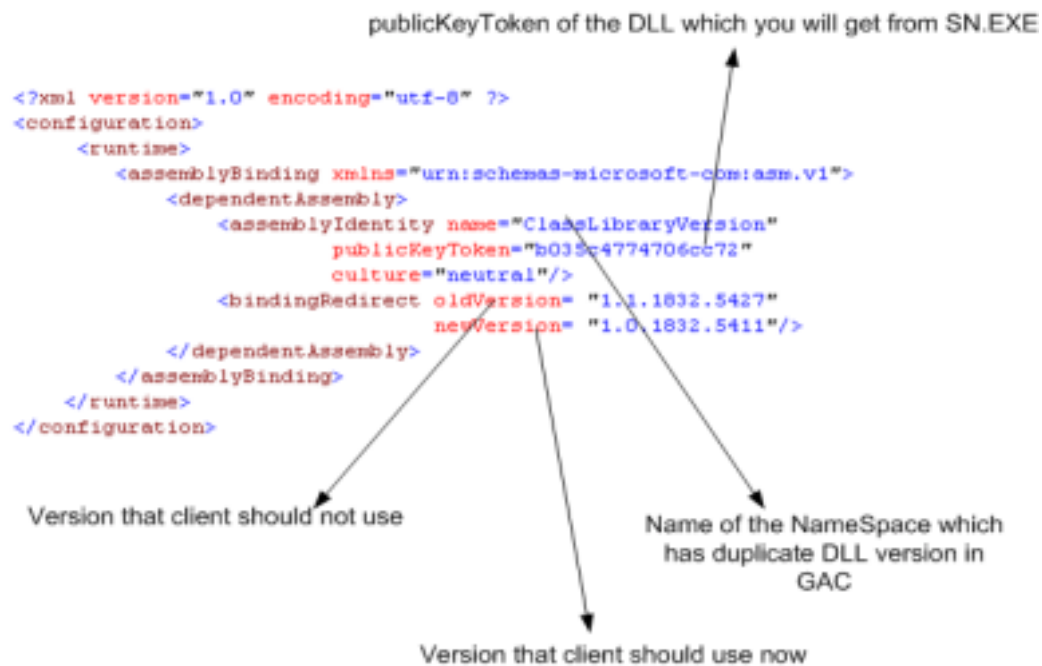 publicKeyToken of the DLL which you will get from SN.EXE
<?xml version="1.0" encoding="utf-8" ?>
<configuration>
<runtime>
<assemblyBinding xmlns="urn:schemas-microsoft-com:asm.v1">
<dependentAssembly>
<assemblyIdentity name="ClassLibraryVersion"
publicKeyToken="b035c4774706cc72"
culture="neutral"/>
<bindingRedirect oldVersion= "1.1.1832.5427"
newVersion= "1.0.1832.5411"/>
</dependentAssembly>
</assemblyBinding>
</runtime>
</configuration>
Version that client should not use
Name of the NameSpace which
has duplicate DLL version in
GAC
Version that client should use now